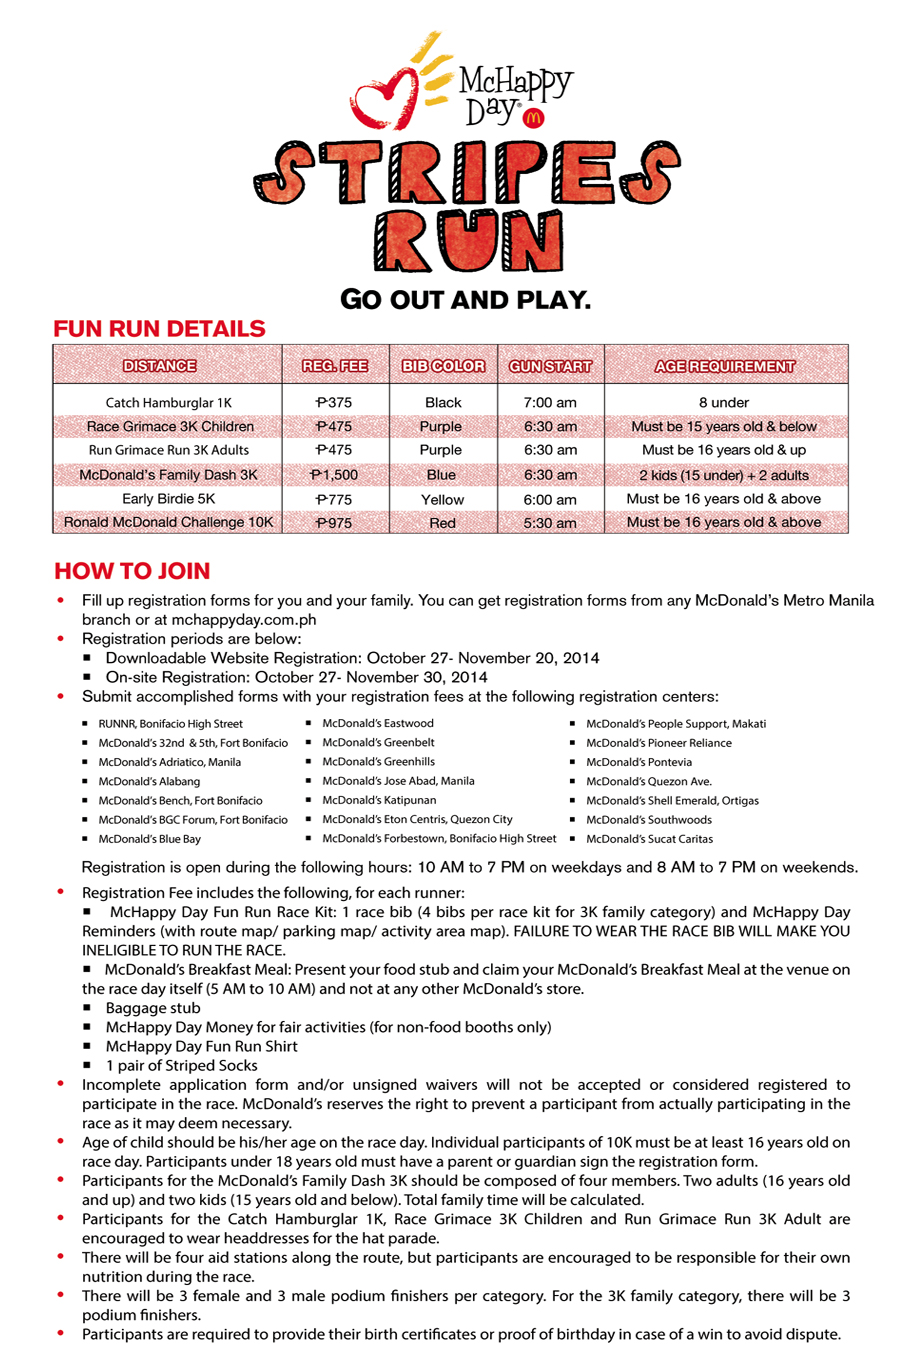 McHappy
Day®
STRIPES
RUN
GO OUT AND PLAY.
FUN RUN DETAILS
DISTANCE REG. FEE BIB COLOR GUN START AGE REQUIREMENT
Catch Hamburglar 1K ₱375 Black 7:00 am 8 under
Race Grimace 3K Children ₱475 Purple 6:30 am Must be 15 years old & below
Run Grimace Run 3K Adults ₱475 Purple 6:30 am Must be 16 years old & up
McDonald's Family Dash 3K ₱1,500 Blue 6:30 am 2 kids (15 under) + 2 adults
Early Birdie 5K ₱775 Yellow 6:00 am Must be 16 years old & above
Ronald McDonald Challenge 10K ₱975 Red 5:30 am Must be 16 years old & above
HOW TO JOIN
• Fill up registration forms for you and your family. You can get registration forms from any McDonald's Metro Manila
branch or at mchappyday.com.ph
• Registration periods are below:
▪ Downloadable Website Registration: October 27- November 20, 2014
▪ On-site Registration: October 27- November 30, 2014
• Submit accomplished forms with your registration fees at the following registration centers:
▪ RUNNR, Bonifacio High Street
▪ McDonald's 32nd & 5th, Fort Bonifacio
▪ McDonald's Adriatico, Manila
▪ McDonald's Alabang
▪ McDonald's Bench, Fort Bonifacio
▪ McDonald's BGC Forum, Fort Bonifacio
▪ McDonald's Blue Bay
▪ McDonald's Eastwood
▪ McDonald's Greenbelt
▪ McDonald's Greenhills
▪ McDonald's Jose Abad, Manila
▪ McDonald's Katipunan
▪ McDonald's Eton Centris, Quezon City
▪ McDonald's Forbestown, Bonifacio High Street
▪ McDonald's People Support, Makati
▪ McDonald's Pioneer Reliance
▪ McDonald's Pontevia
▪ McDonald's Quezon Ave.
▪ McDonald's Shell Emerald, Ortigas
▪ McDonald's Southwoods
▪ McDonald's Sucat Caritas
Registration is open during the following hours: 10 AM to 7 PM on weekdays and 8 AM to 7 PM on weekends.
• Registration Fee includes the following, for each runner:
▪ McHappy Day Fun Run Race Kit: 1 race bib (4 bibs per race kit for 3K family category) and McHappy Day
Reminders (with route map/ parking map/ activity area map). FAILURE TO WEAR THE RACE BIB WILL MAKE YOU
INELIGIBLE TO RUN THE RACE.
▪ McDonald's Breakfast Meal: Present your food stub and claim your McDonald's Breakfast Meal at the venue on
the race day itself (5 AM to 10 AM) and not at any other McDonald's store.
▪ Baggage stub
▪ McHappy Day Money for fair activities (for non-food booths only)
▪ McHappy Day Fun Run Shirt
▪ 1 pair of Striped Socks
• Incomplete application form and/or unsigned waivers will not be accepted or considered registered to
participate in the race. McDonald's reserves the right to prevent a participant from actually participating in the
race as it may deem necessary.
• Age of child should be his/her age on the race day. Individual participants of 10K must be at least 16 years old on
race day. Participants under 18 years old must have a parent or guardian sign the registration form.
• Participants for the McDonald's Family Dash 3K should be composed of four members. Two adults (16 years old
and up) and two kids (15 years old and below). Total family time will be calculated.
• Participants for the Catch Hamburglar 1K, Race Grimace 3K Children and Run Grimace Run 3K Adult are
encouraged to wear headdresses for the hat parade.
• There will be four aid stations along the route, but participants are encouraged to be responsible for their own
nutrition during the race.
• There will be 3 female and 3 male podium finishers per category. For the 3K family category, there will be 3
podium finishers.
• Participants are required to provide their birth certificates or proof of birthday in case of a win to avoid dispute.